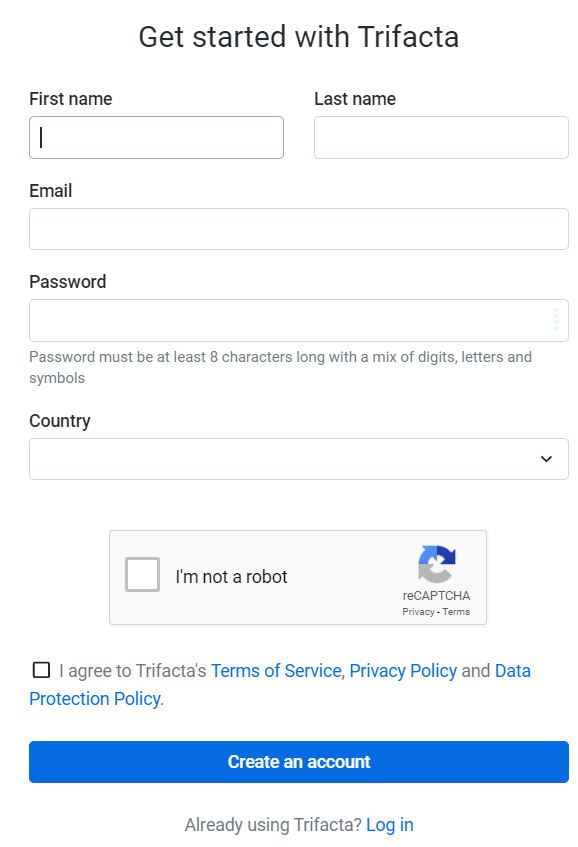 Get started with Trifacta
First name
Last name
Email
Password
Password must be at least 8 characters long with a mix of digits, letters and
symbols
Country
I'm not a robot
reCAPTCHA
Privacy - Terms
I agree to Trifacta's Terms of Service, Privacy Policy and Data
Protection Policy.
Create an account
Already using Trifacta? Log in